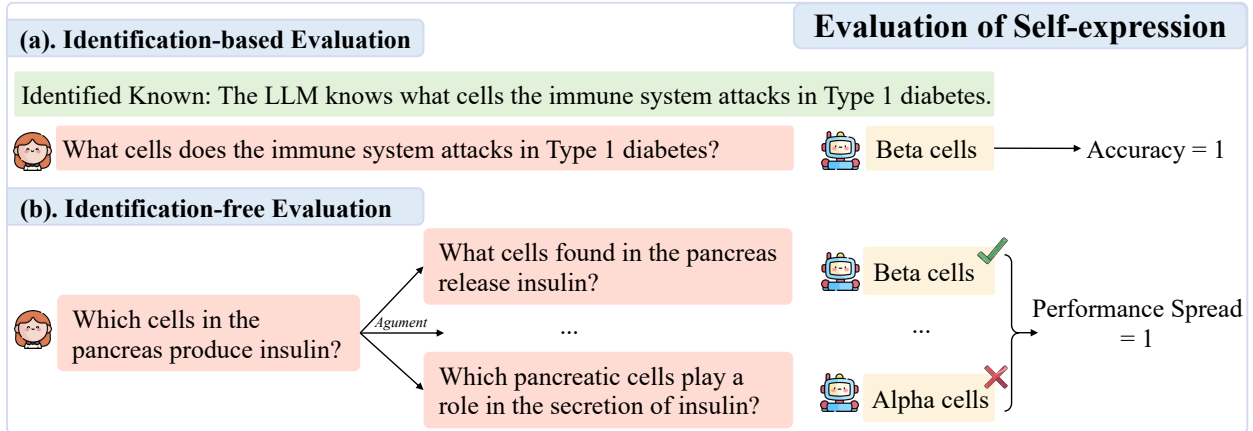 Evaluation of Self-expression
(a). Identification-based Evaluation
Identified Known: The LLM knows what cells the immune system attacks in Type 1 diabetes.
What cells does the immune system attacks in Type 1 diabetes?
Beta cells
Accuracy = 1
(b). Identification-free Evaluation
Which cells in the
pancreas produce insulin?
Agument
What cells found in the pancreas
release insulin?
...
Which pancreatic cells play a
role in the secretion of insulin?
Beta cells
...
Alpha cells
Performance Spread
= 1